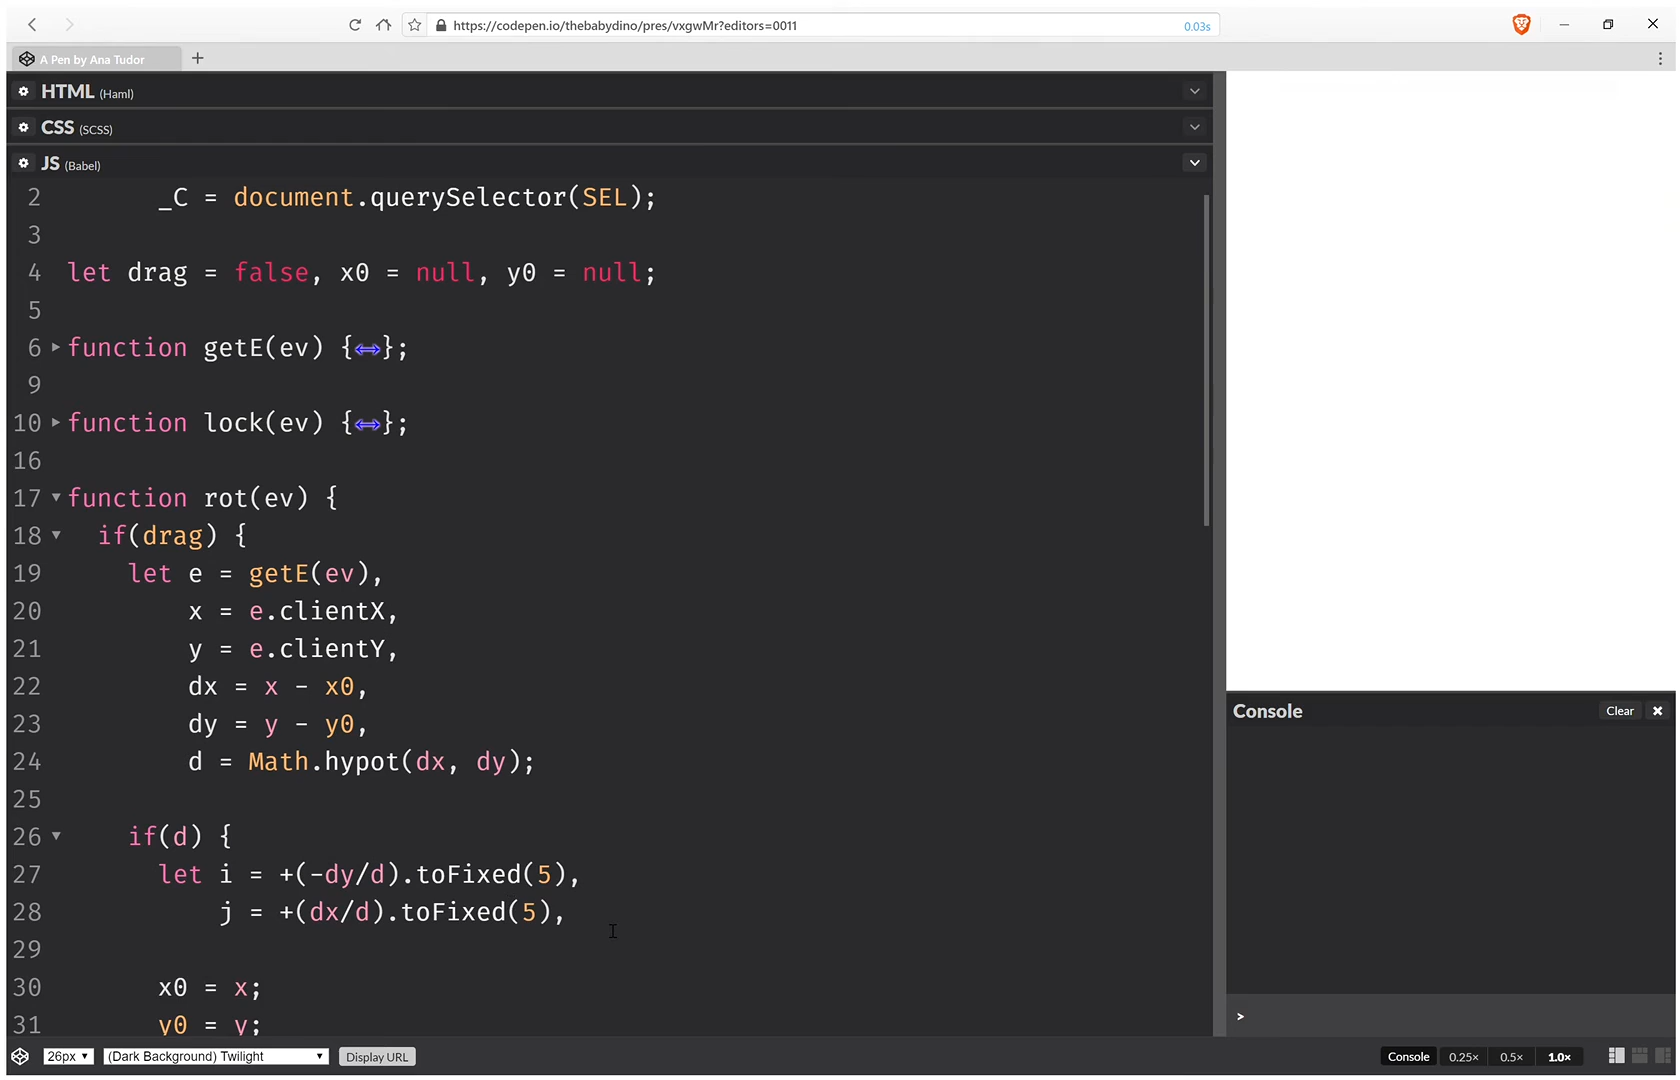 https://codepen.io/thebabydino/pres/vxgwMr?editors=0011
0.03s
A Pen by Ana Tudor
HTML (Haml)
CSS (SCSS)
JS (Babel)
2 _C = document.querySelector(SEL);
3
4 let drag = false, x0 = null, y0 = null;
5
6 function getE(ev) {↔};
9
10 function lock(ev) {↔};
16
17 function rot(ev) {
18 if(drag) {
19 let e = getE(ev),
20 x = e.clientX,
21 y = e.clientY,
22 dx = x - x0,
23 dy = y - y0,
24 d = Math.hypot(dx, dy);
25
26 if(d) {
27 let i = +(-dy/d).toFixed(5),
28 j = +(dx/d).toFixed(5),
29
30 x0 = x;
31 y0 = y;
Console
Clear
>
26px
(Dark Background) Twilight
Display URL
Console
0.25×
0.5×
1.0×